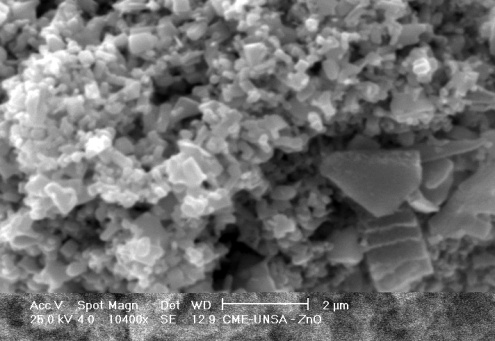 Acc.V Spot Magn Det WD 2 µm
25.0 kV 4.0 10400x SE 12.9 CME-UNSA - ZnO